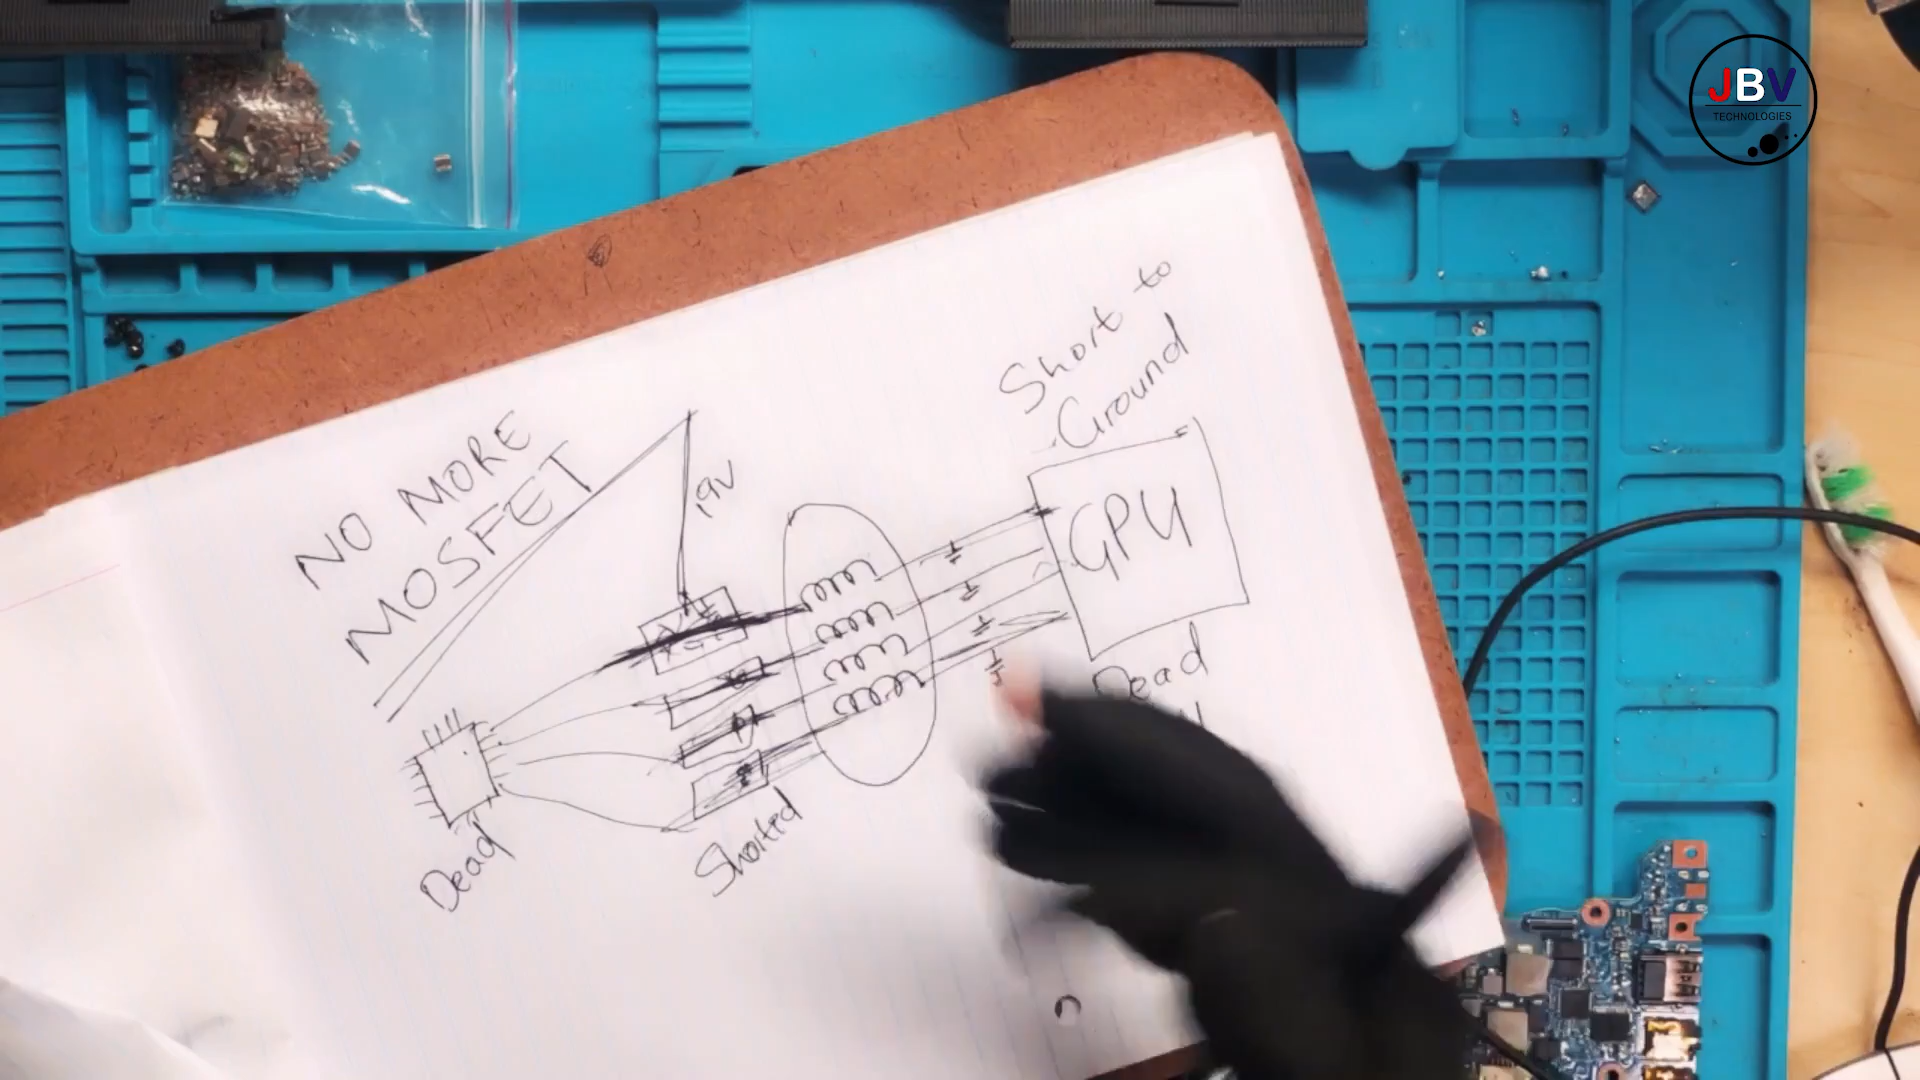 JBV
TECHNOLOGIES
Short to
Ground
NO MORE
MOSFET
19V
GPU
Dead
Shorted
Dead